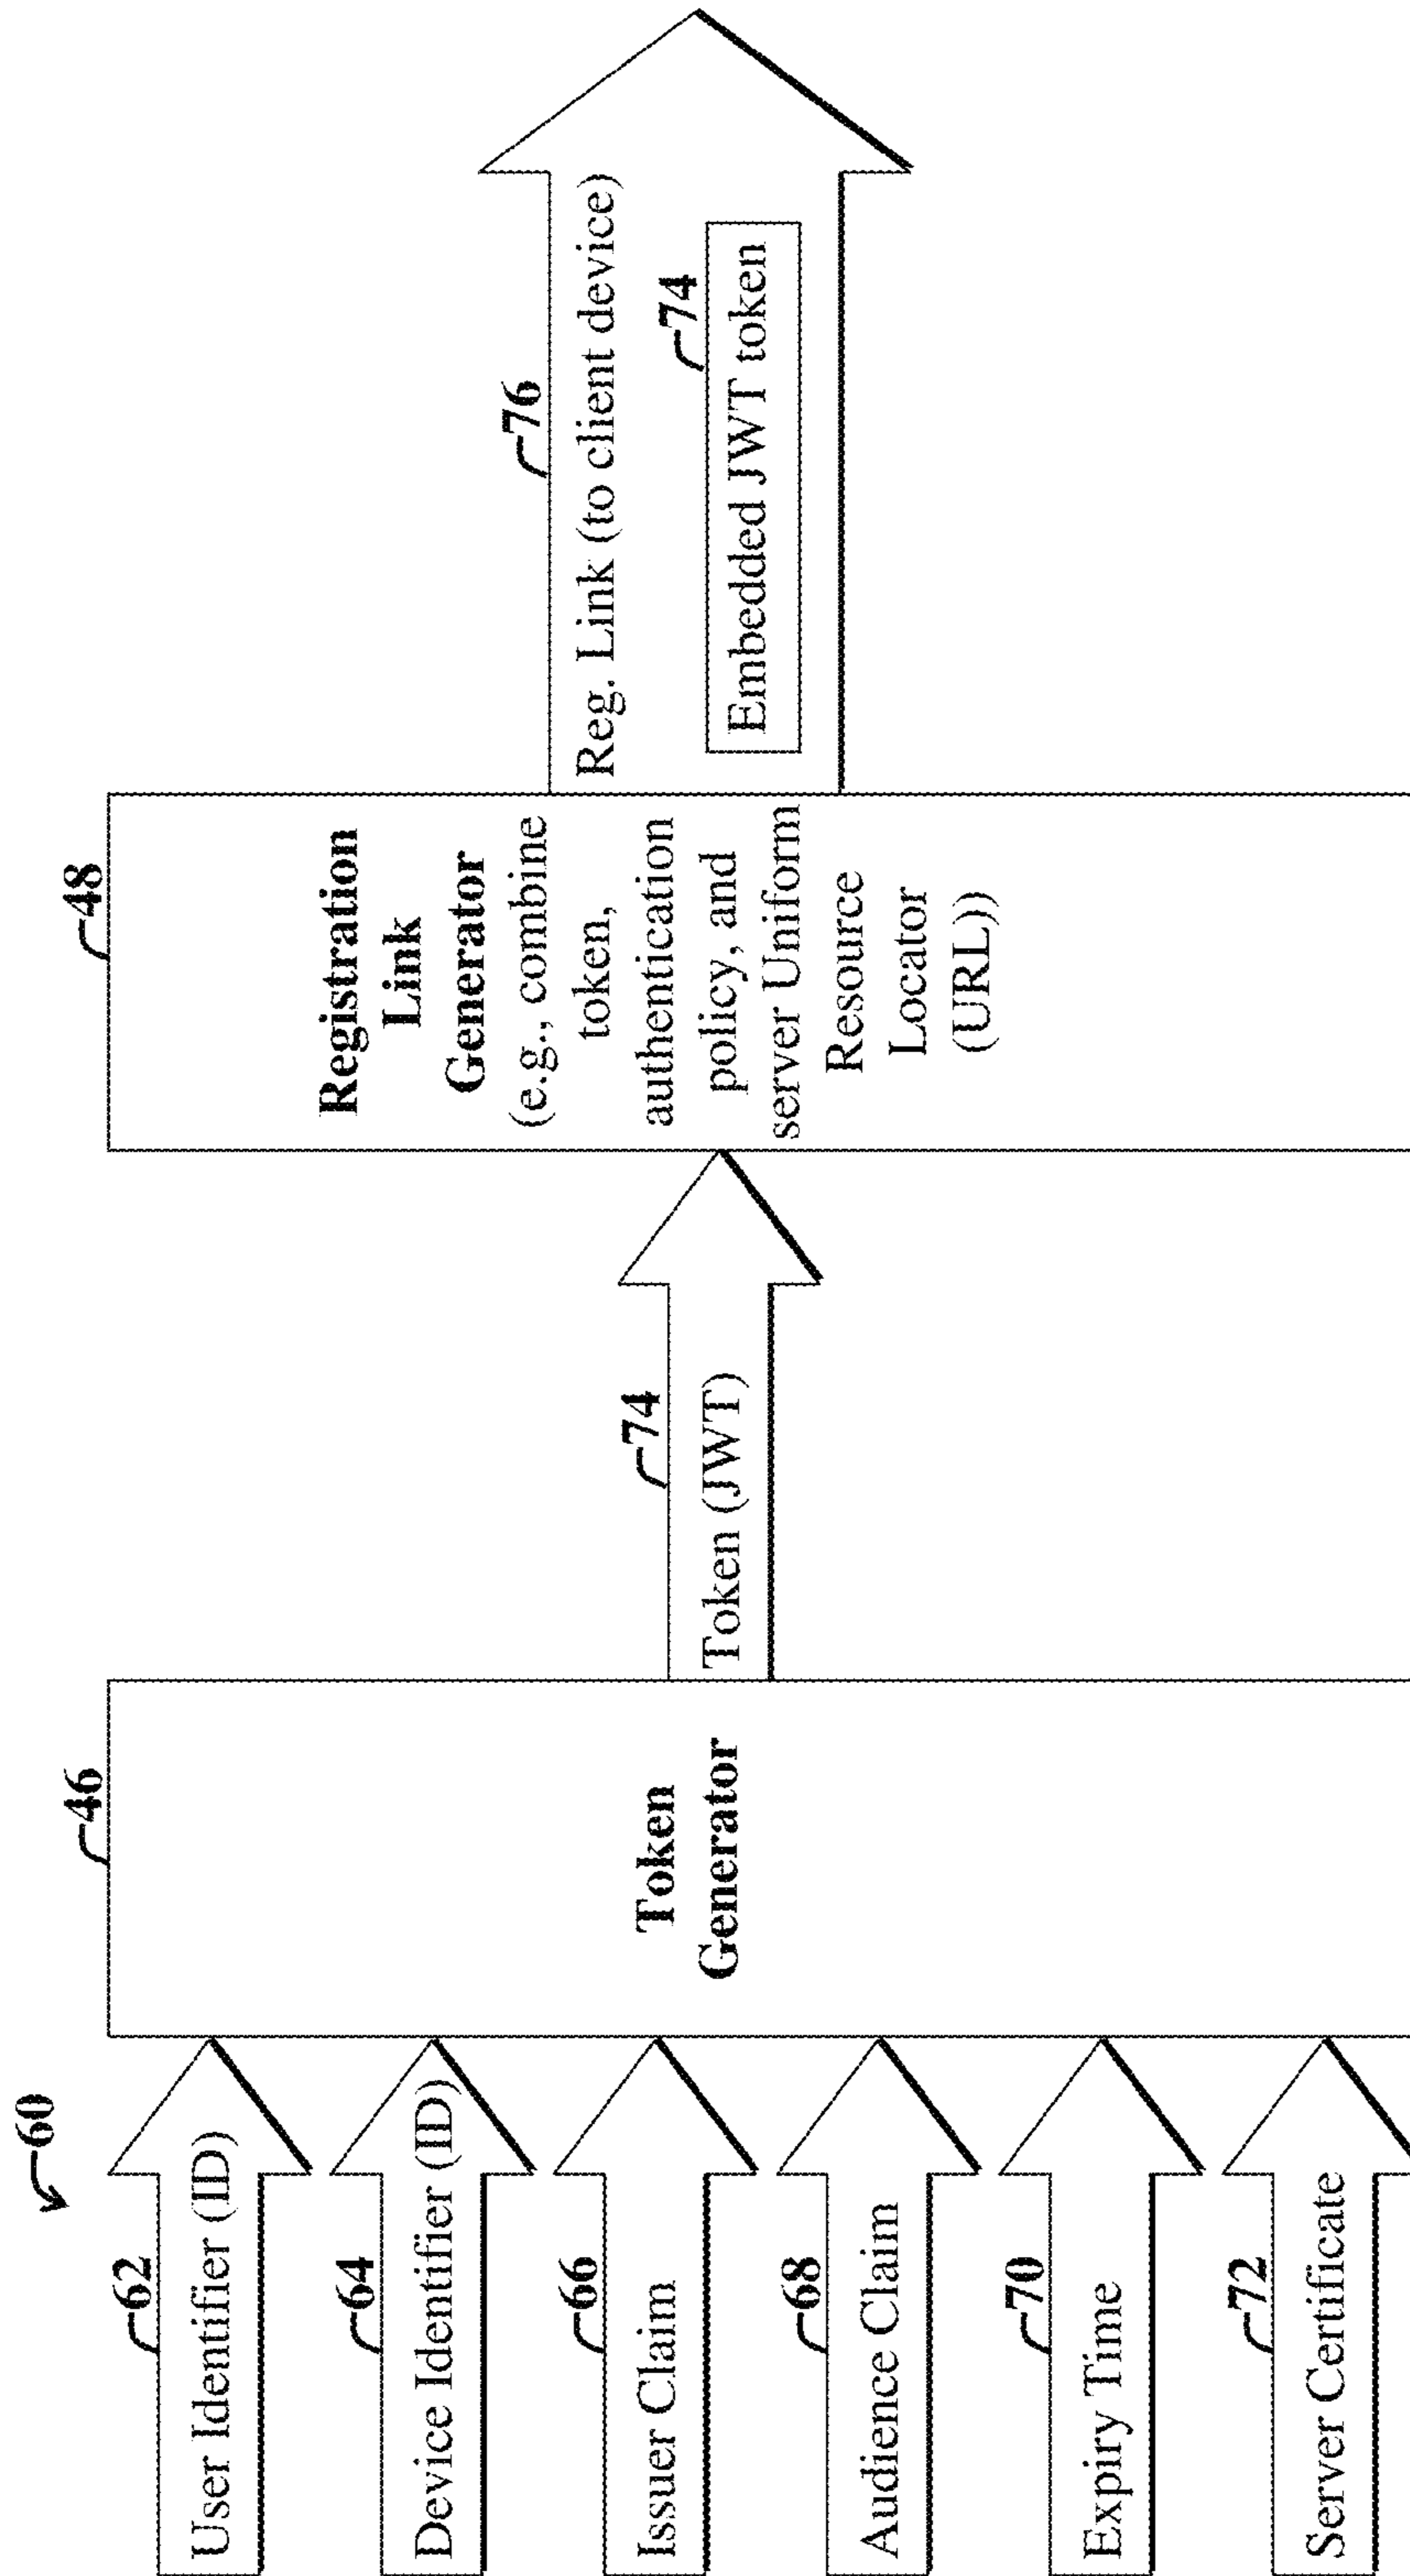 60
62
User Identifier (ID)
64
Device Identifier (ID)
66
Issuer Claim
68
Audience Claim
70
Expiry Time
72
Server Certificate
46
Token
Generator
74
Token (JWT)
48
Registration
Link
Generator
(e.g., combine
token,
authentication
policy, and
server Uniform
Resource
Locator
(URL))
76
Reg. Link (to client device)
74
Embedded JWT token